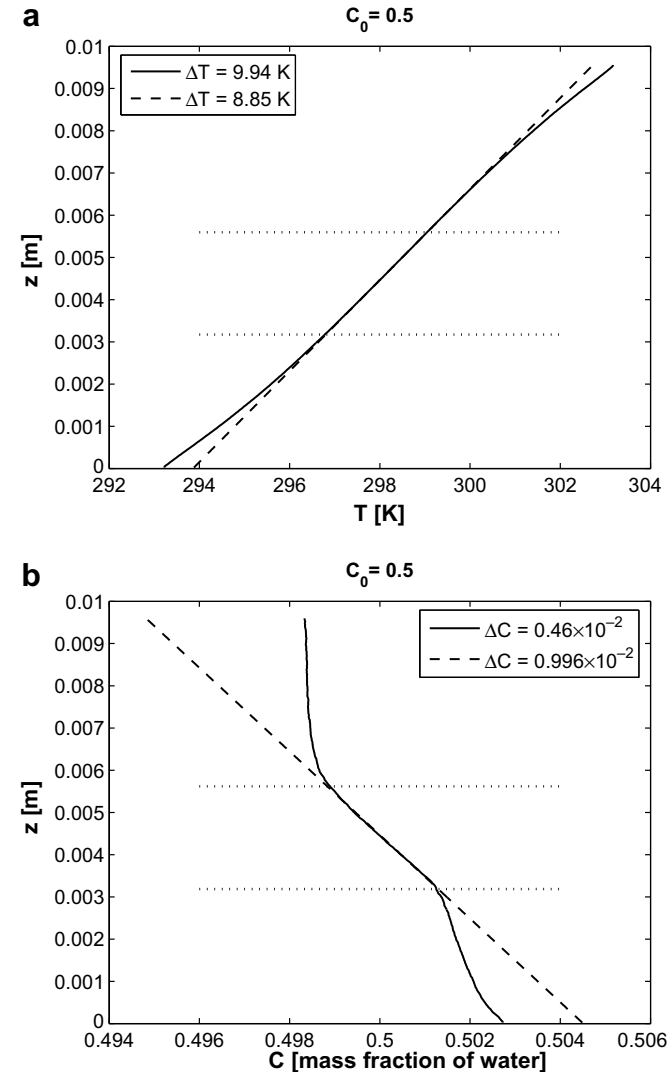 a
C₀= 0.5
0.01
0.009
0.008
0.007
0.006
0.005
0.004
0.003
0.002
0.001
0
z [m]
ΔT = 9.94 K
ΔT = 8.85 K
292 294 296 298 300 302 304
T [K]
b
C₀= 0.5
0.01
0.009
0.008
0.007
0.006
0.005
0.004
0.003
0.002
0.001
0
z [m]
ΔC = 0.46×10⁻²
ΔC = 0.996×10⁻²
0.494 0.496 0.498 0.5 0.502 0.504 0.506
C [mass fraction of water]